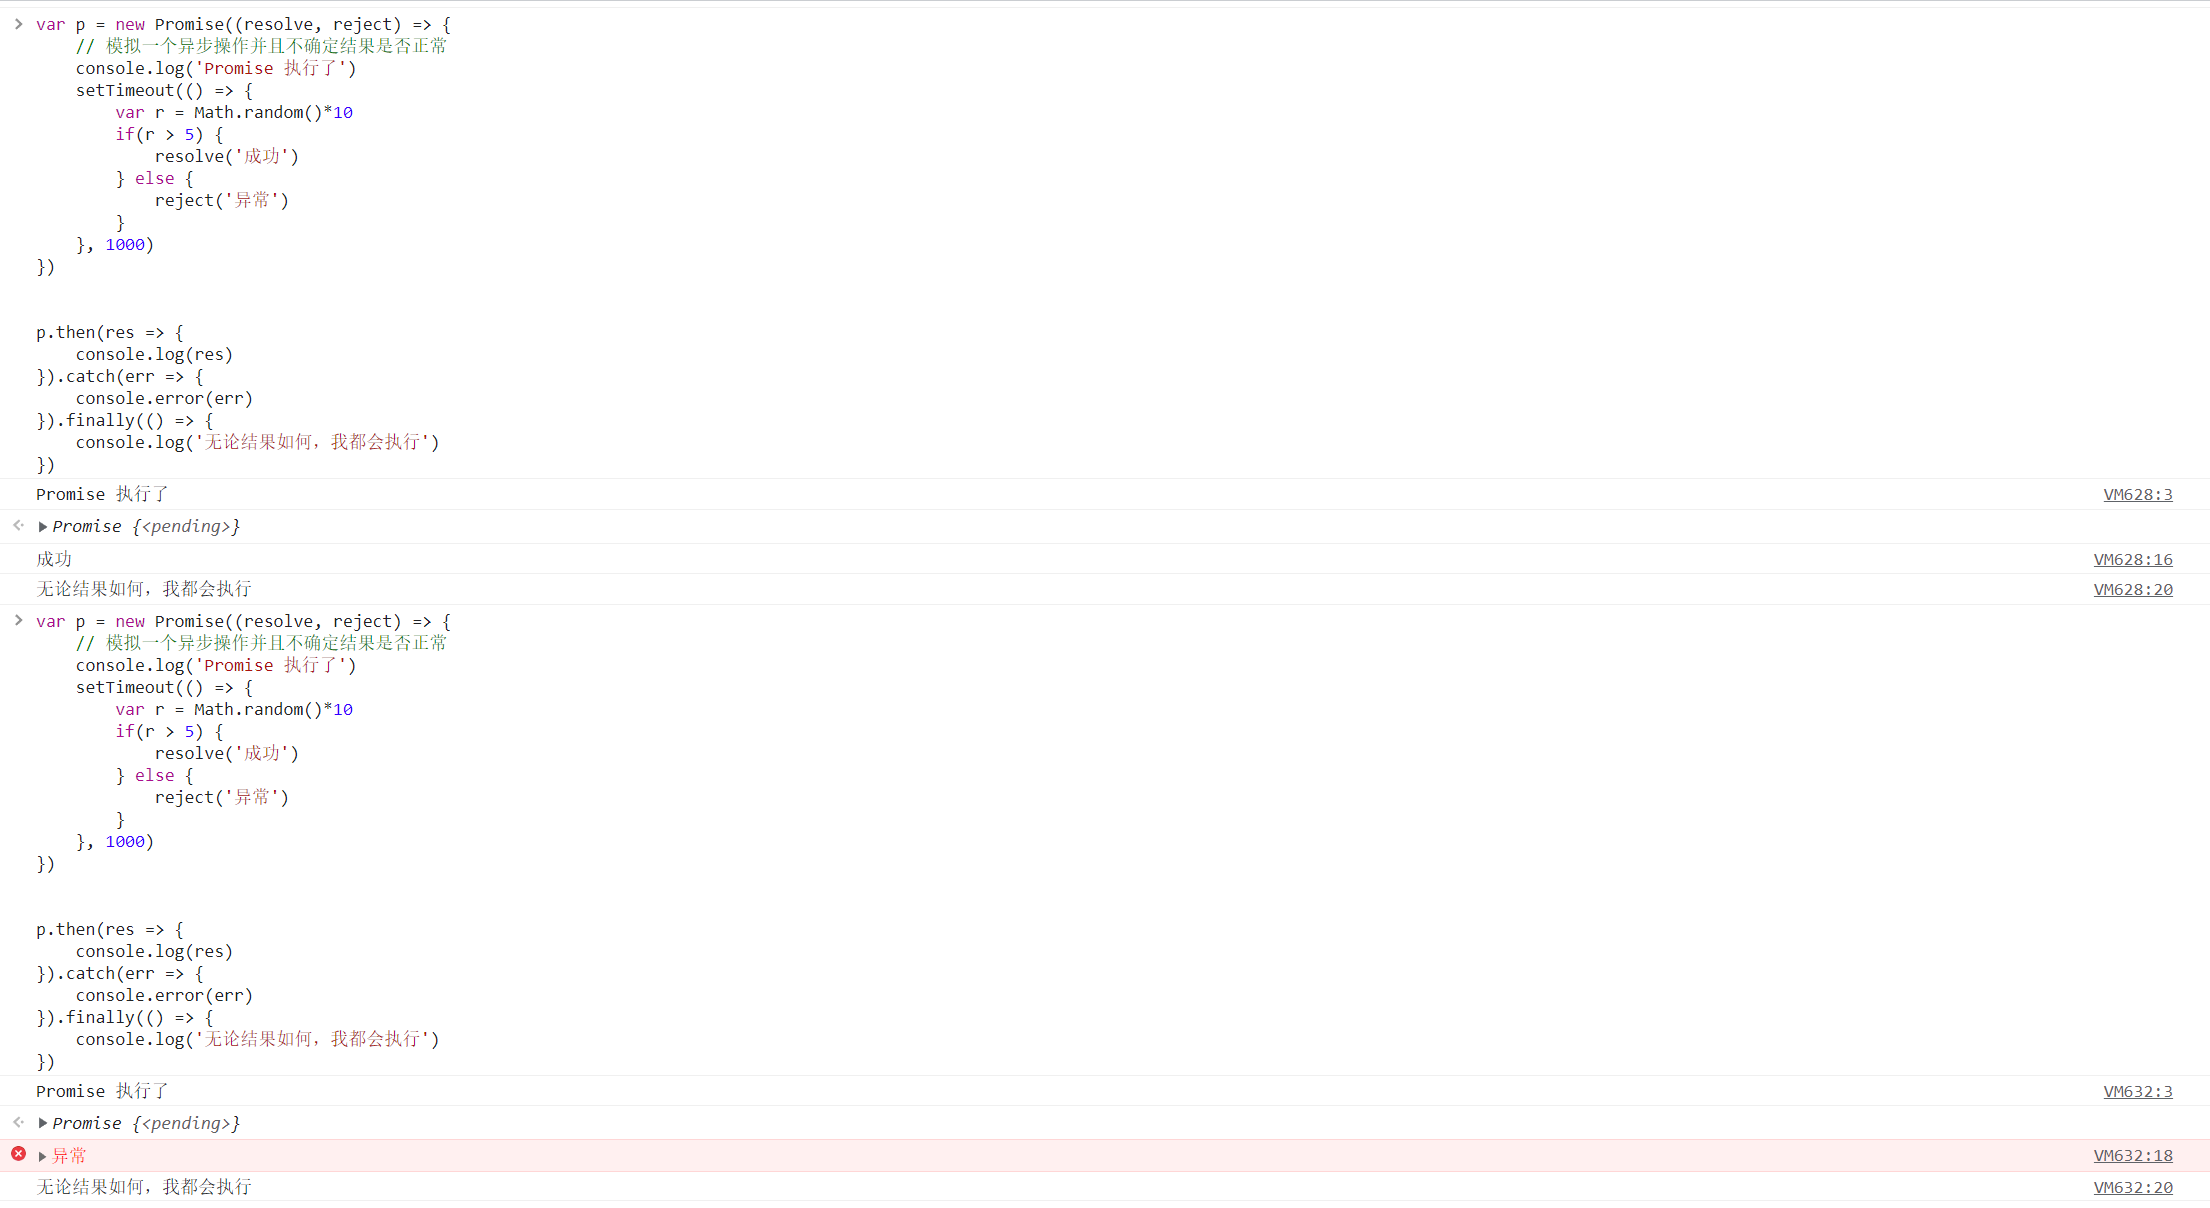 var p = new Promise((resolve, reject) => {
    // 模拟一个异步操作并且不确定结果是否正常
    console.log('Promise 执行了')
    setTimeout(() => {
        var r = Math.random()*10
        if(r > 5) {
            resolve('成功')
        } else {
            reject('异常')
        }
    }, 1000)
})
p.then(res => {
    console.log(res)
}).catch(err => {
    console.error(err)
}).finally(() => {
    console.log('无论结果如何，我都会执行')
})
Promise 执行了 VM628:3
Promise {<pending>}
成功 VM628:16
无论结果如何，我都会执行 VM628:20
var p = new Promise((resolve, reject) => {
    // 模拟一个异步操作并且不确定结果是否正常
    console.log('Promise 执行了')
    setTimeout(() => {
        var r = Math.random()*10
        if(r > 5) {
            resolve('成功')
        } else {
            reject('异常')
        }
    }, 1000)
})
p.then(res => {
    console.log(res)
}).catch(err => {
    console.error(err)
}).finally(() => {
    console.log('无论结果如何，我都会执行')
})
Promise 执行了 VM632:3
Promise {<pending>}
异常 VM632:18
无论结果如何，我都会执行 VM632:20